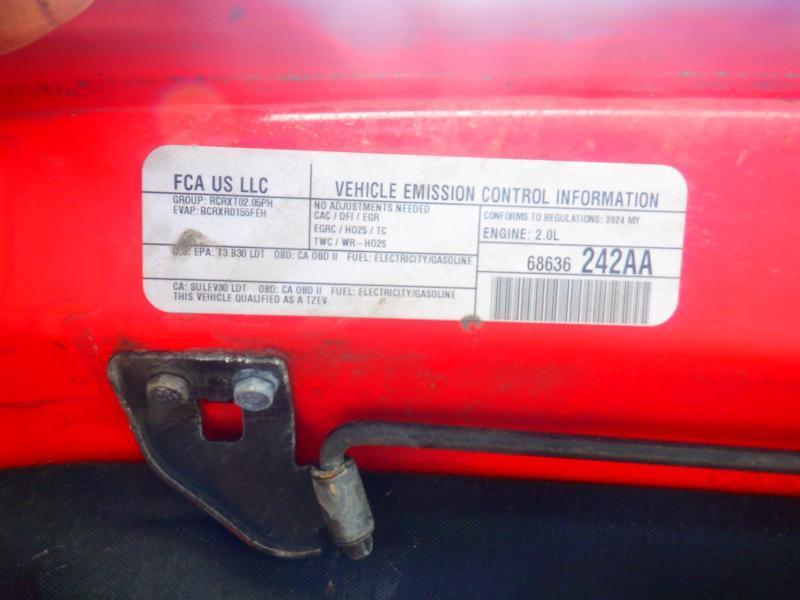 FCA US LLC
GROUP: RCRXT02.05PH
EVAP: RCRXR0155FEH
VEHICLE EMISSION CONTROL INFORMATION
NO ADJUSTMENTS NEEDED
CAC / DFI / EGR
EGRC / HO2S / TC
TWC / WR-HO2S
CONFORMS TO REGULATIONS: 2024 MY
ENGINE: 2.0L
U.S. EPA: T3 B30 LDT OBD: CA OBD II FUEL: ELECTRICITY/GASOLINE
CA: SULEV30 LDT OBD: CA OBD II FUEL: ELECTRICITY/GASOLINE
THIS VEHICLE QUALIFIED AS A TZEV.
68636 242AA